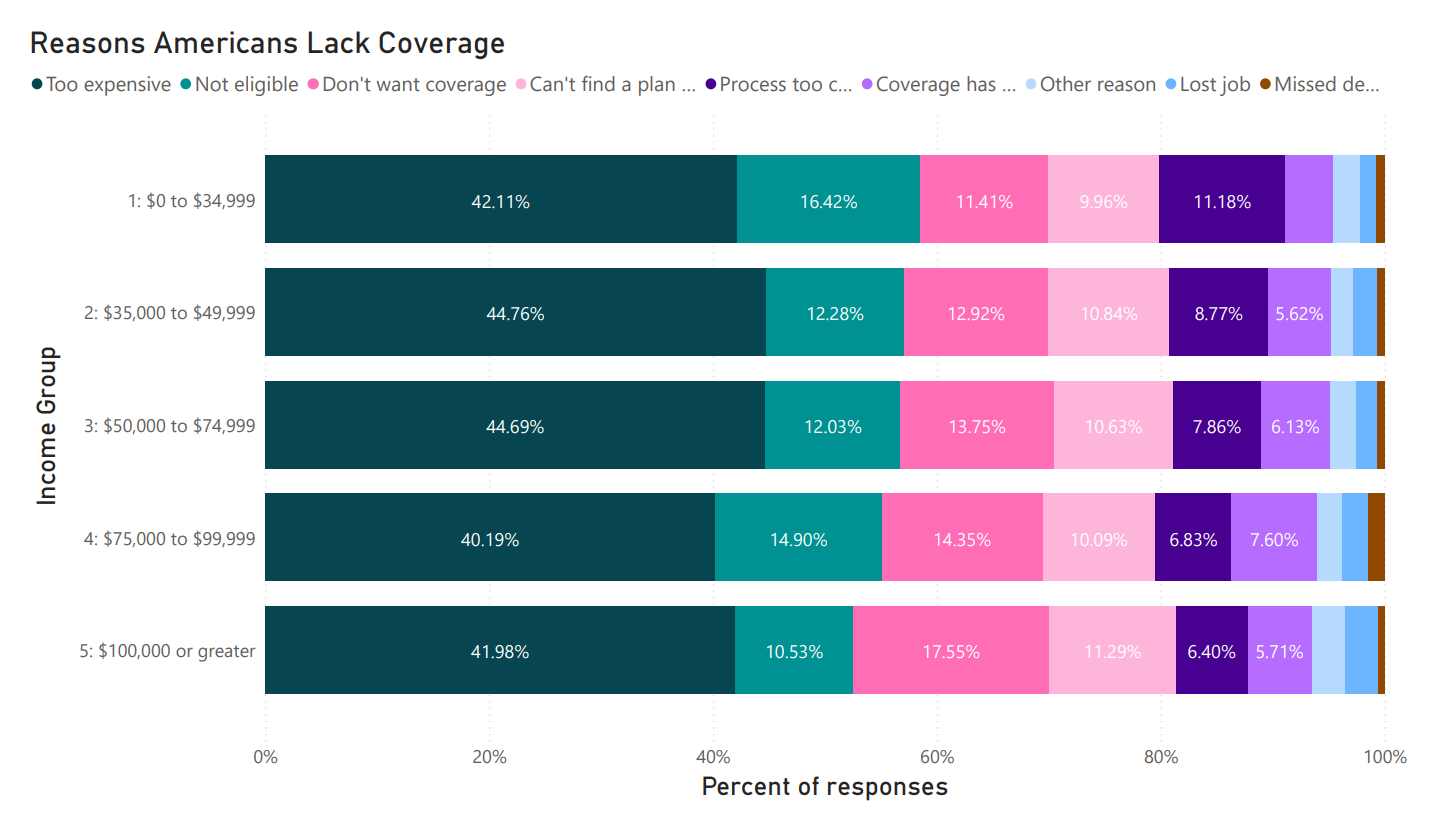 Reasons Americans Lack Coverage
Too expensive Not eligible Don't want coverage Can't find a plan ... Process too c... Coverage has ... Other reason Lost job Missed de...
Income Group
1: $0 to $34,999 42.11% 16.42% 11.41% 9.96% 11.18%
2: $35,000 to $49,999 44.76% 12.28% 12.92% 10.84% 8.77% 5.62%
3: $50,000 to $74,999 44.69% 12.03% 13.75% 10.63% 7.86% 6.13%
4: $75,000 to $99,999 40.19% 14.90% 14.35% 10.09% 6.83% 7.60%
5: $100,000 or greater 41.98% 10.53% 17.55% 11.29% 6.40% 5.71%
0% 20% 40% 60% 80% 100%
Percent of responses